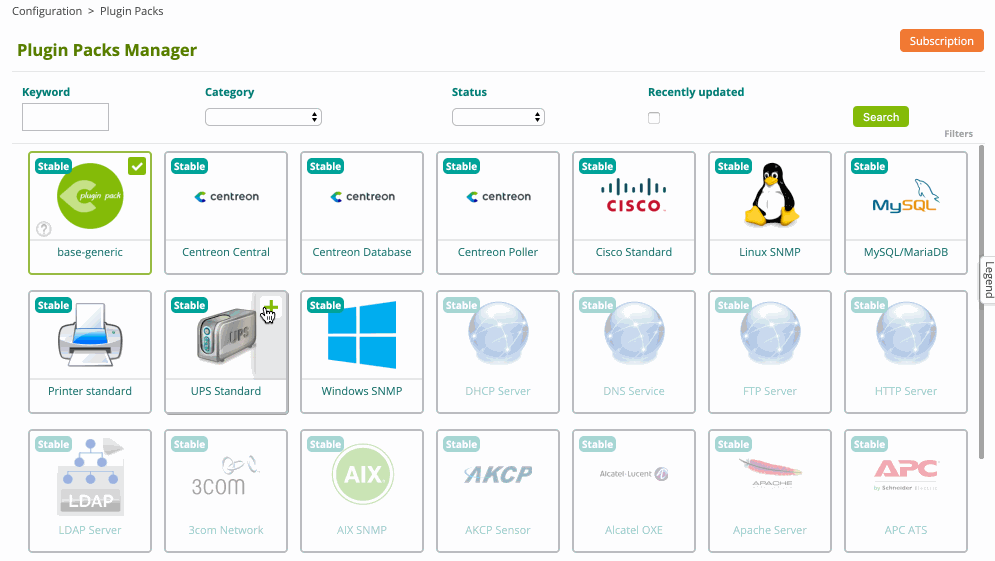 Configuration > Plugin Packs
Plugin Packs Manager
Subscription
Keyword
Category
Status
Recently updated
Search
Filters
Stable
Stable
Stable
Stable
Stable
Stable
Stable
plugin pack
centreon
centreon
centreon
CISCO
MySQL
?
base-generic
Centreon Central
Centreon Database
Centreon Poller
Cisco Standard
Linux SNMP
MySQL/MariaDB
Legend
Stable
Stable
Stable
Stable
Stable
Stable
Stable
UPS
Printer standard
UPS Standard
Windows SNMP
DHCP Server
DNS Service
FTP Server
HTTP Server
Stable
Stable
Stable
Stable
Stable
Stable
Stable
LDAP
3COM
AIX
AKCP
Alcatel-Lucent
APACHE
APC
by Schneider Electric
LDAP Server
3com Network
AIX SNMP
AKCP Sensor
Alcatel OXE
Apache Server
APC ATS